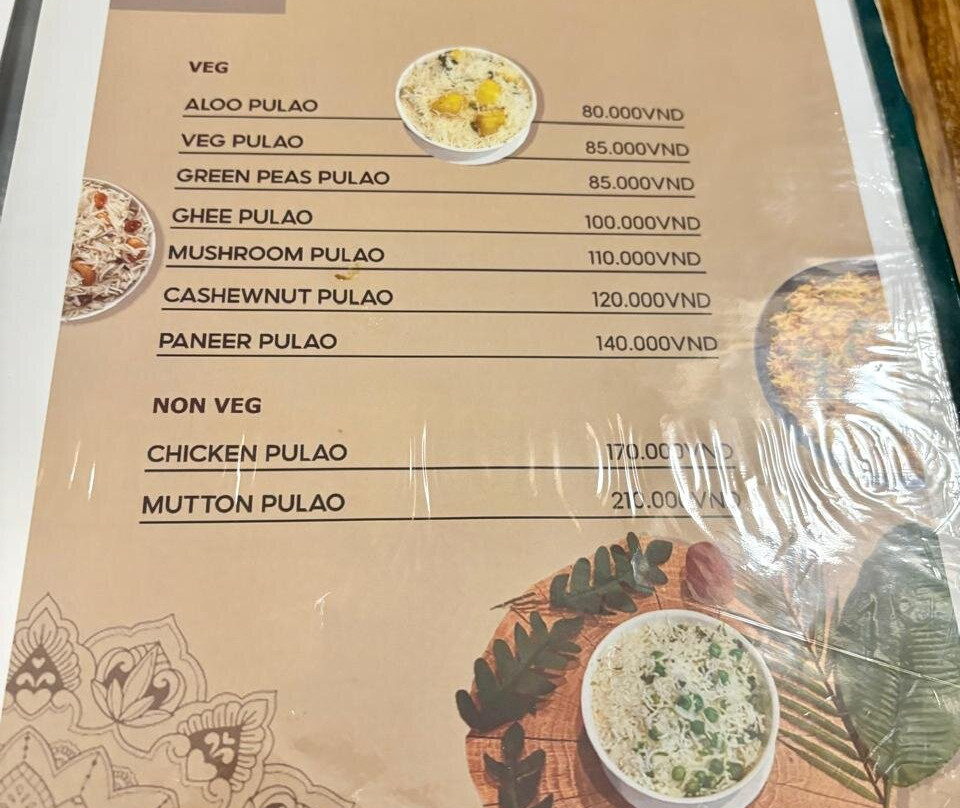 VEG
ALOO PULAO 80.000VND
VEG PULAO 85.000VND
GREEN PEAS PULAO 85.000VND
GHEE PULAO 100.000VND
MUSHROOM PULAO 110.000VND
CASHEWNUT PULAO 120.000VND
PANEER PULAO 140.000VND
NON VEG
CHICKEN PULAO 170.000VND
MUTTON PULAO 210.000VND